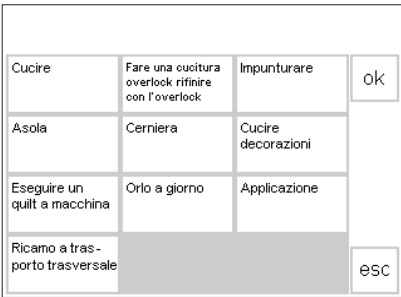 Cucire
Fare una cucitura
overlock rifinire
con l'overlock
Impunturare
ok
Asola
Cerniera
Cucire
decorazioni
Eseguire un
quilt a macchina
Orlo a giorno
Applicazione
Ricamo a tras-
porto trasversale
esc